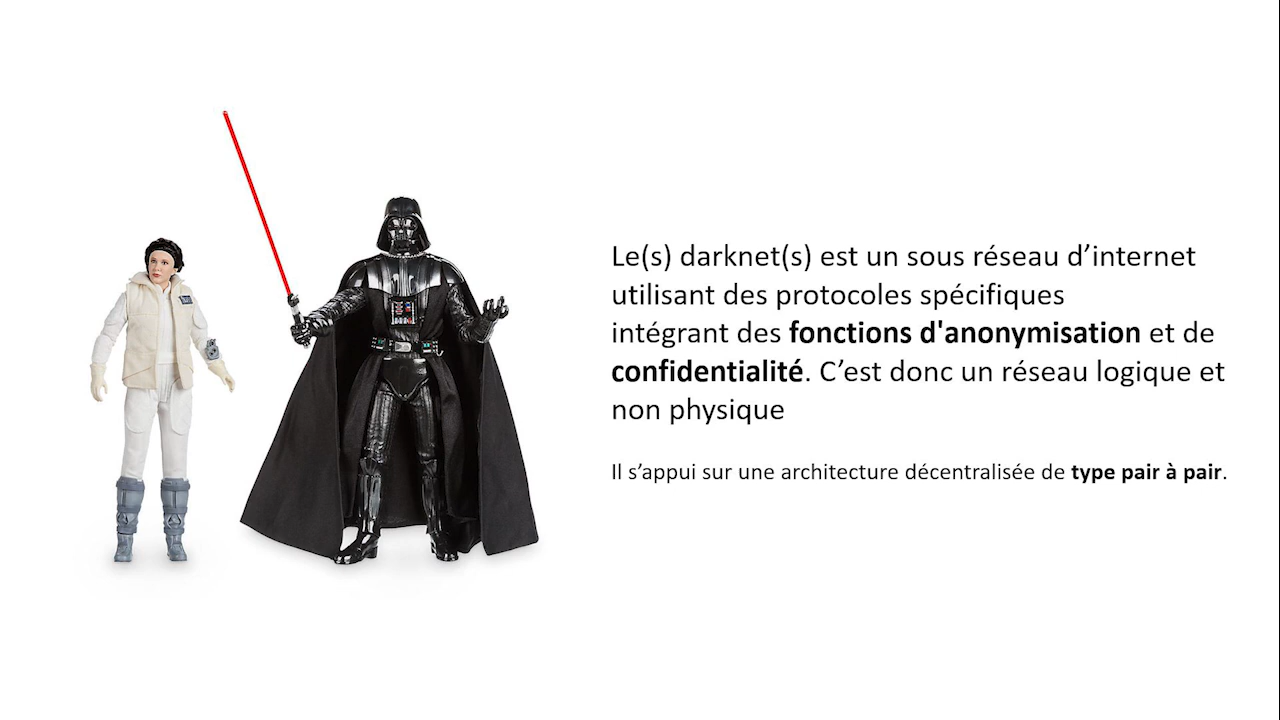 Le(s) darknet(s) est un sous réseau d’internet
utilisant des protocoles spécifiques
intégrant des fonctions d'anonymisation et de
confidentialité. C’est donc un réseau logique et
non physique
Il s’appui sur une architecture décentralisée de type pair à pair.